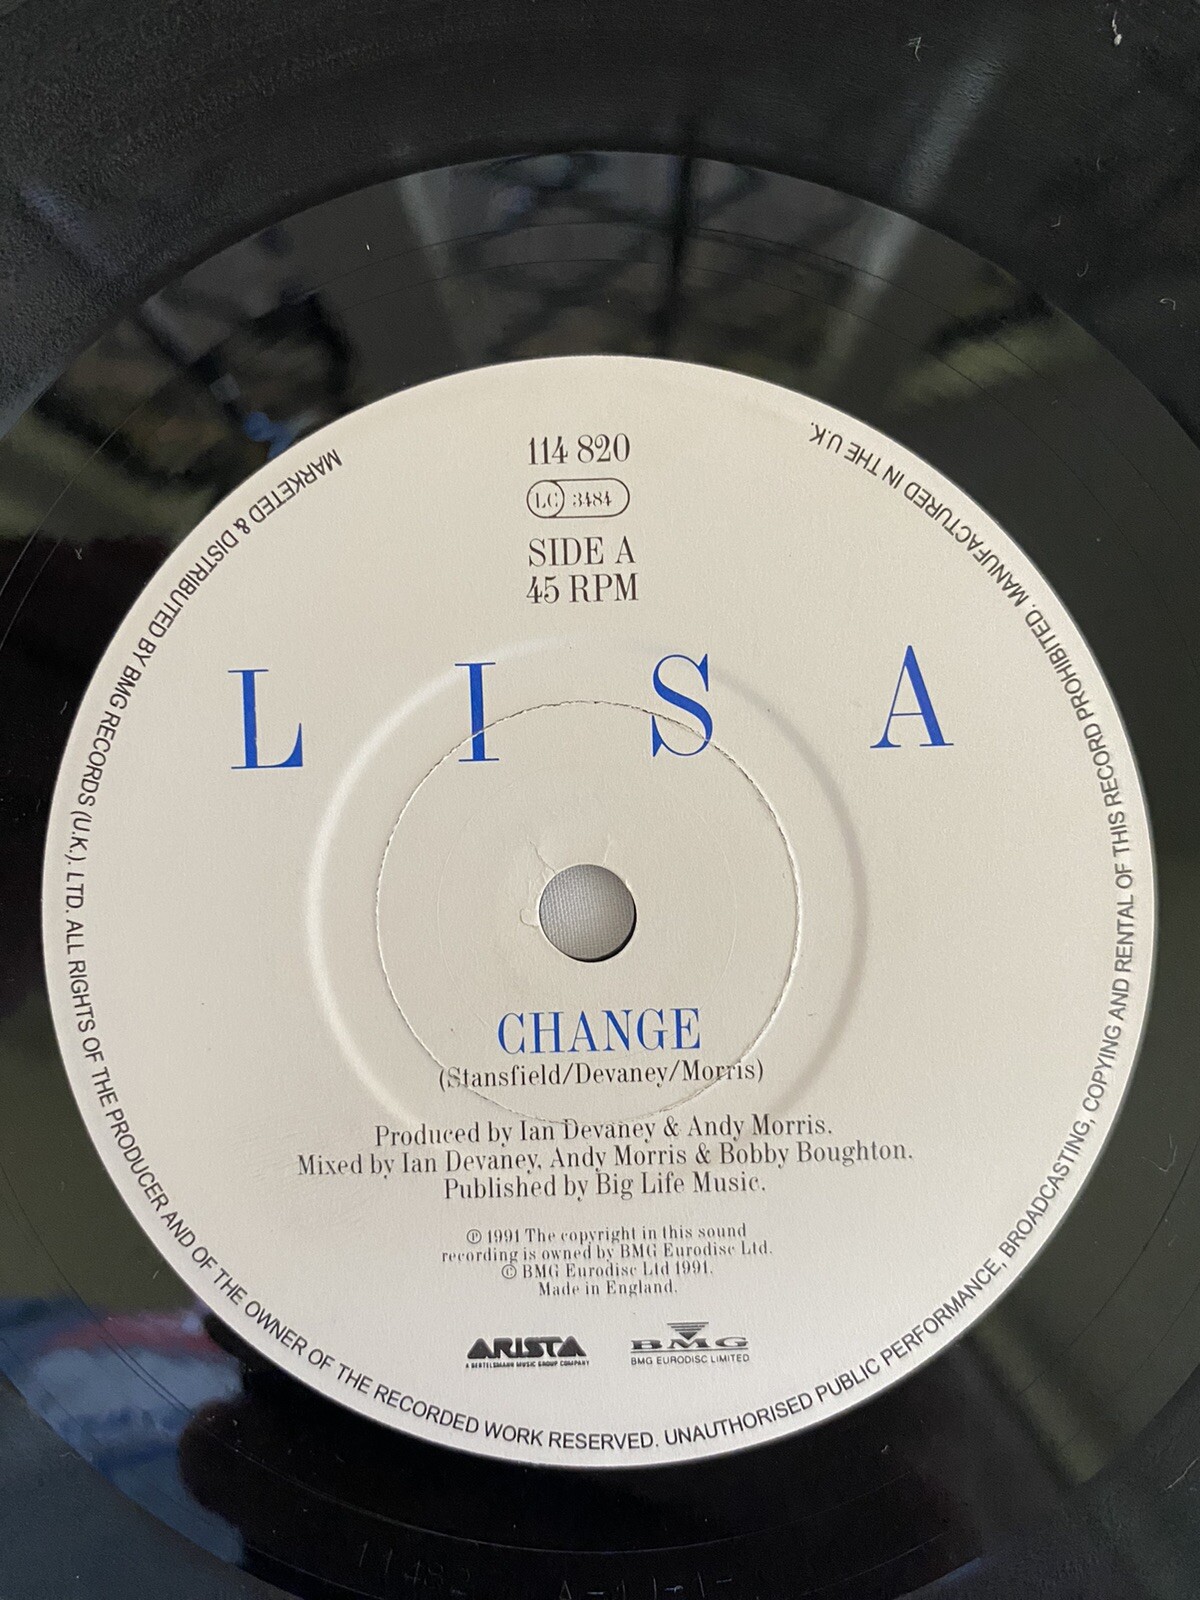 114 820
LC 3484
SIDE A
45 RPM
LISA
CHANGE
(Stansfield/Devaney/Morris)
Produced by Ian Devaney & Andy Morris.
Mixed by Ian Devaney, Andy Morris & Bobby Boughton.
Published by Big Life Music.
℗ 1991 The copyright in this sound
recording is owned by BMG Eurodisc Ltd.
© BMG Eurodisc Ltd 1991.
Made in England.
ARISTA
A BERTELSMANN MUSIC GROUP COMPANY
BMG
BMG EURODISC LIMITED
MARKETED & DISTRIBUTED BY BMG RECORDS (U.K.). LTD. ALL RIGHTS OF THE PRODUCER AND OF THE OWNER OF THE RECORDED WORK RESERVED. UNAUTHORISED PUBLIC PERFORMANCE, BROADCASTING, COPYING AND RENTAL OF THIS RECORD PROHIBITED. MANUFACTURED IN THE U.K.